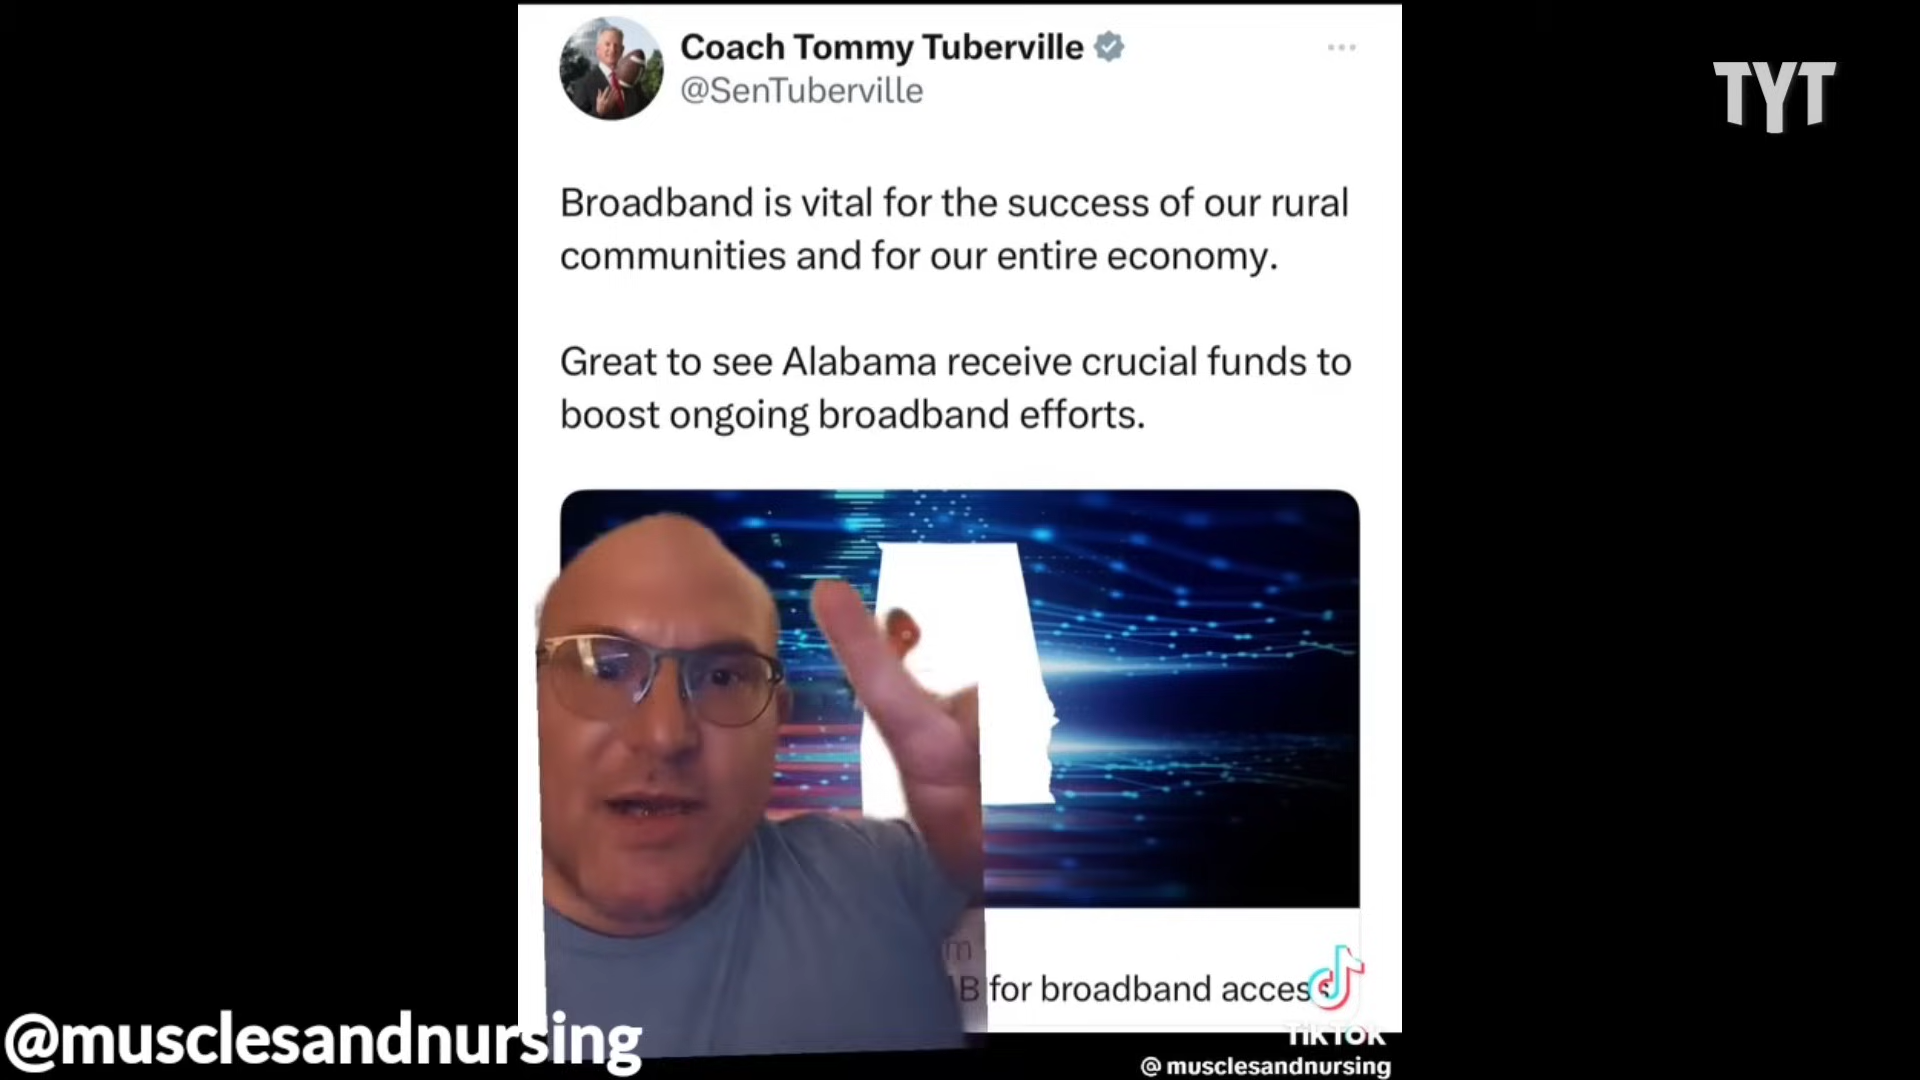 Coach Tommy Tuberville
@SenTuberville
TYT
Broadband is vital for the success of our rural
communities and for our entire economy.
Great to see Alabama receive crucial funds to
boost ongoing broadband efforts.
for broadband access
@musclesandnursing
TikTok
@musclesandnursing